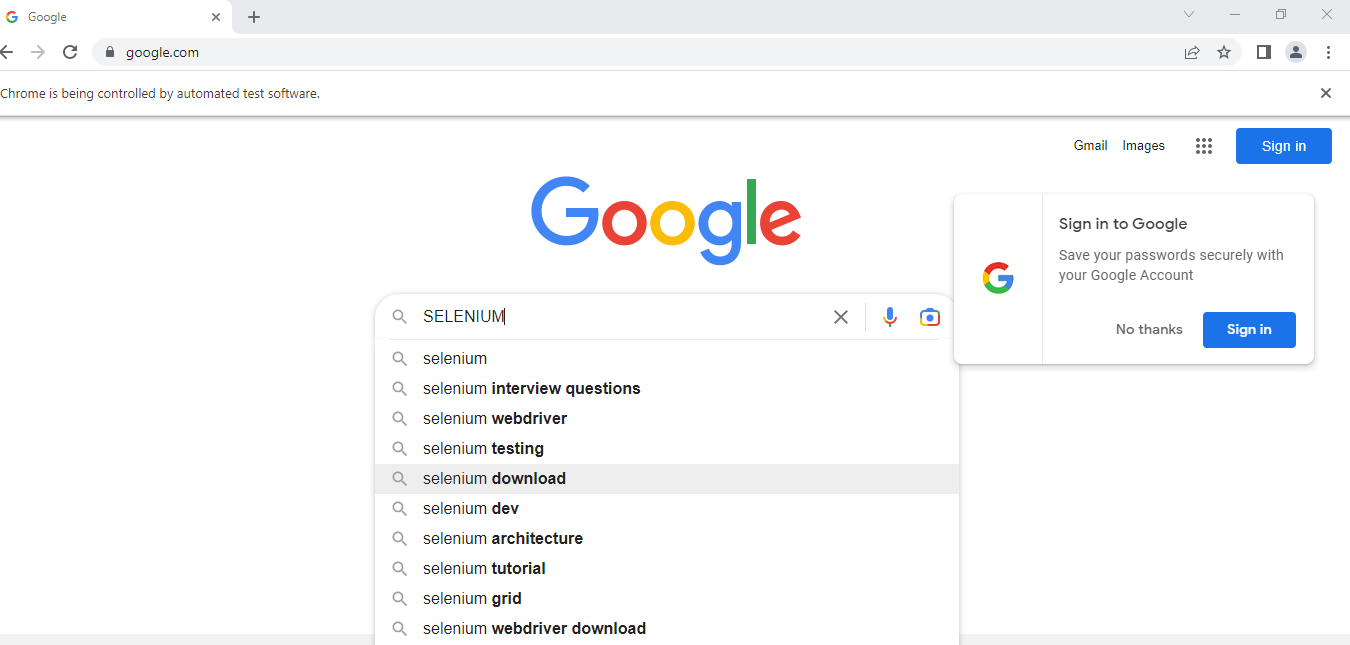 Google
google.com
Chrome is being controlled by automated test software.
Gmail Images Sign in
Google
Sign in to Google
Save your passwords securely with
your Google Account
No thanks Sign in
SELENIUM
selenium
selenium interview questions
selenium webdriver
selenium testing
selenium download
selenium dev
selenium architecture
selenium tutorial
selenium grid
selenium webdriver download